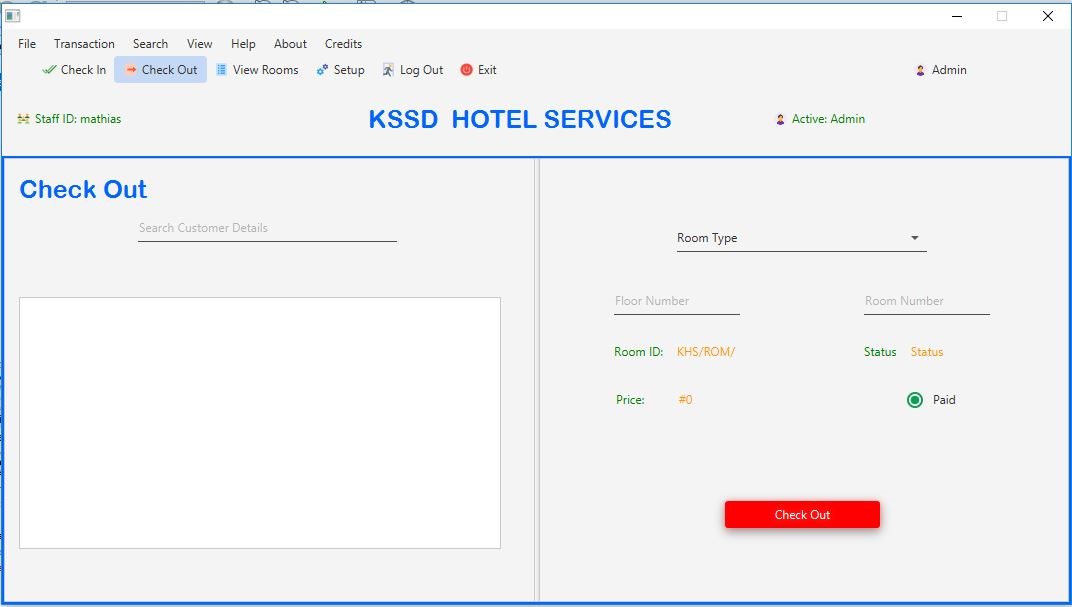 File Transaction Search View Help About Credits
Check In Check Out View Rooms Setup Log Out Exit Admin
Staff ID: mathias KSSD HOTEL SERVICES Active: Admin
Check Out
Search Customer Details
Room Type
Floor Number Room Number
Room ID: KHS/ROM/ Status Status
Price: #0 Paid
Check Out